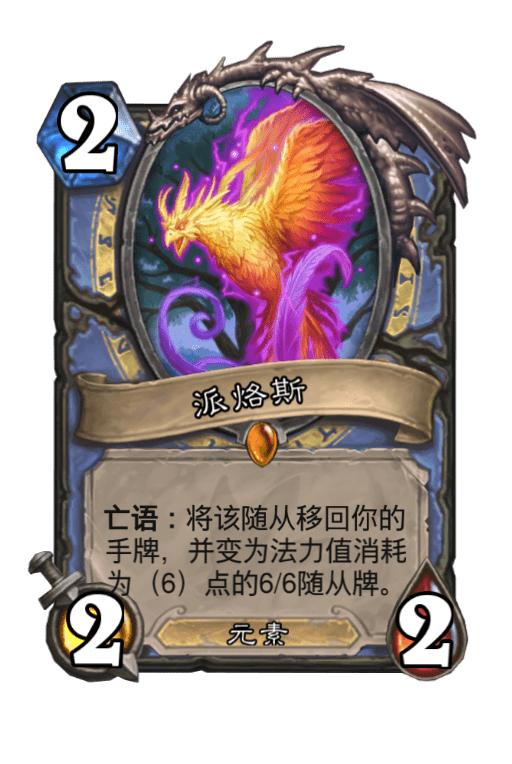 2
派烙斯
亡语：将该随从移回你的
手牌，并变为法力值消耗
为（6）点的6/6随从牌。
2
元素
2